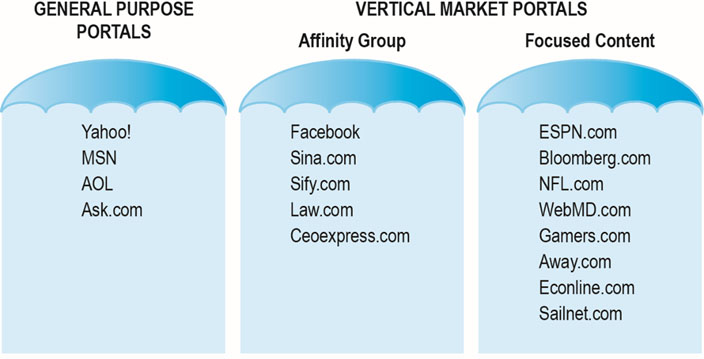 GENERAL PURPOSE
PORTALS
Yahoo!
MSN
AOL
Ask.com
VERTICAL MARKET PORTALS
Affinity Group
Facebook
Sina.com
Sify.com
Law.com
Ceoexpress.com
Focused Content
ESPN.com
Bloomberg.com
NFL.com
WebMD.com
Gamers.com
Away.com
Econline.com
Sailnet.com